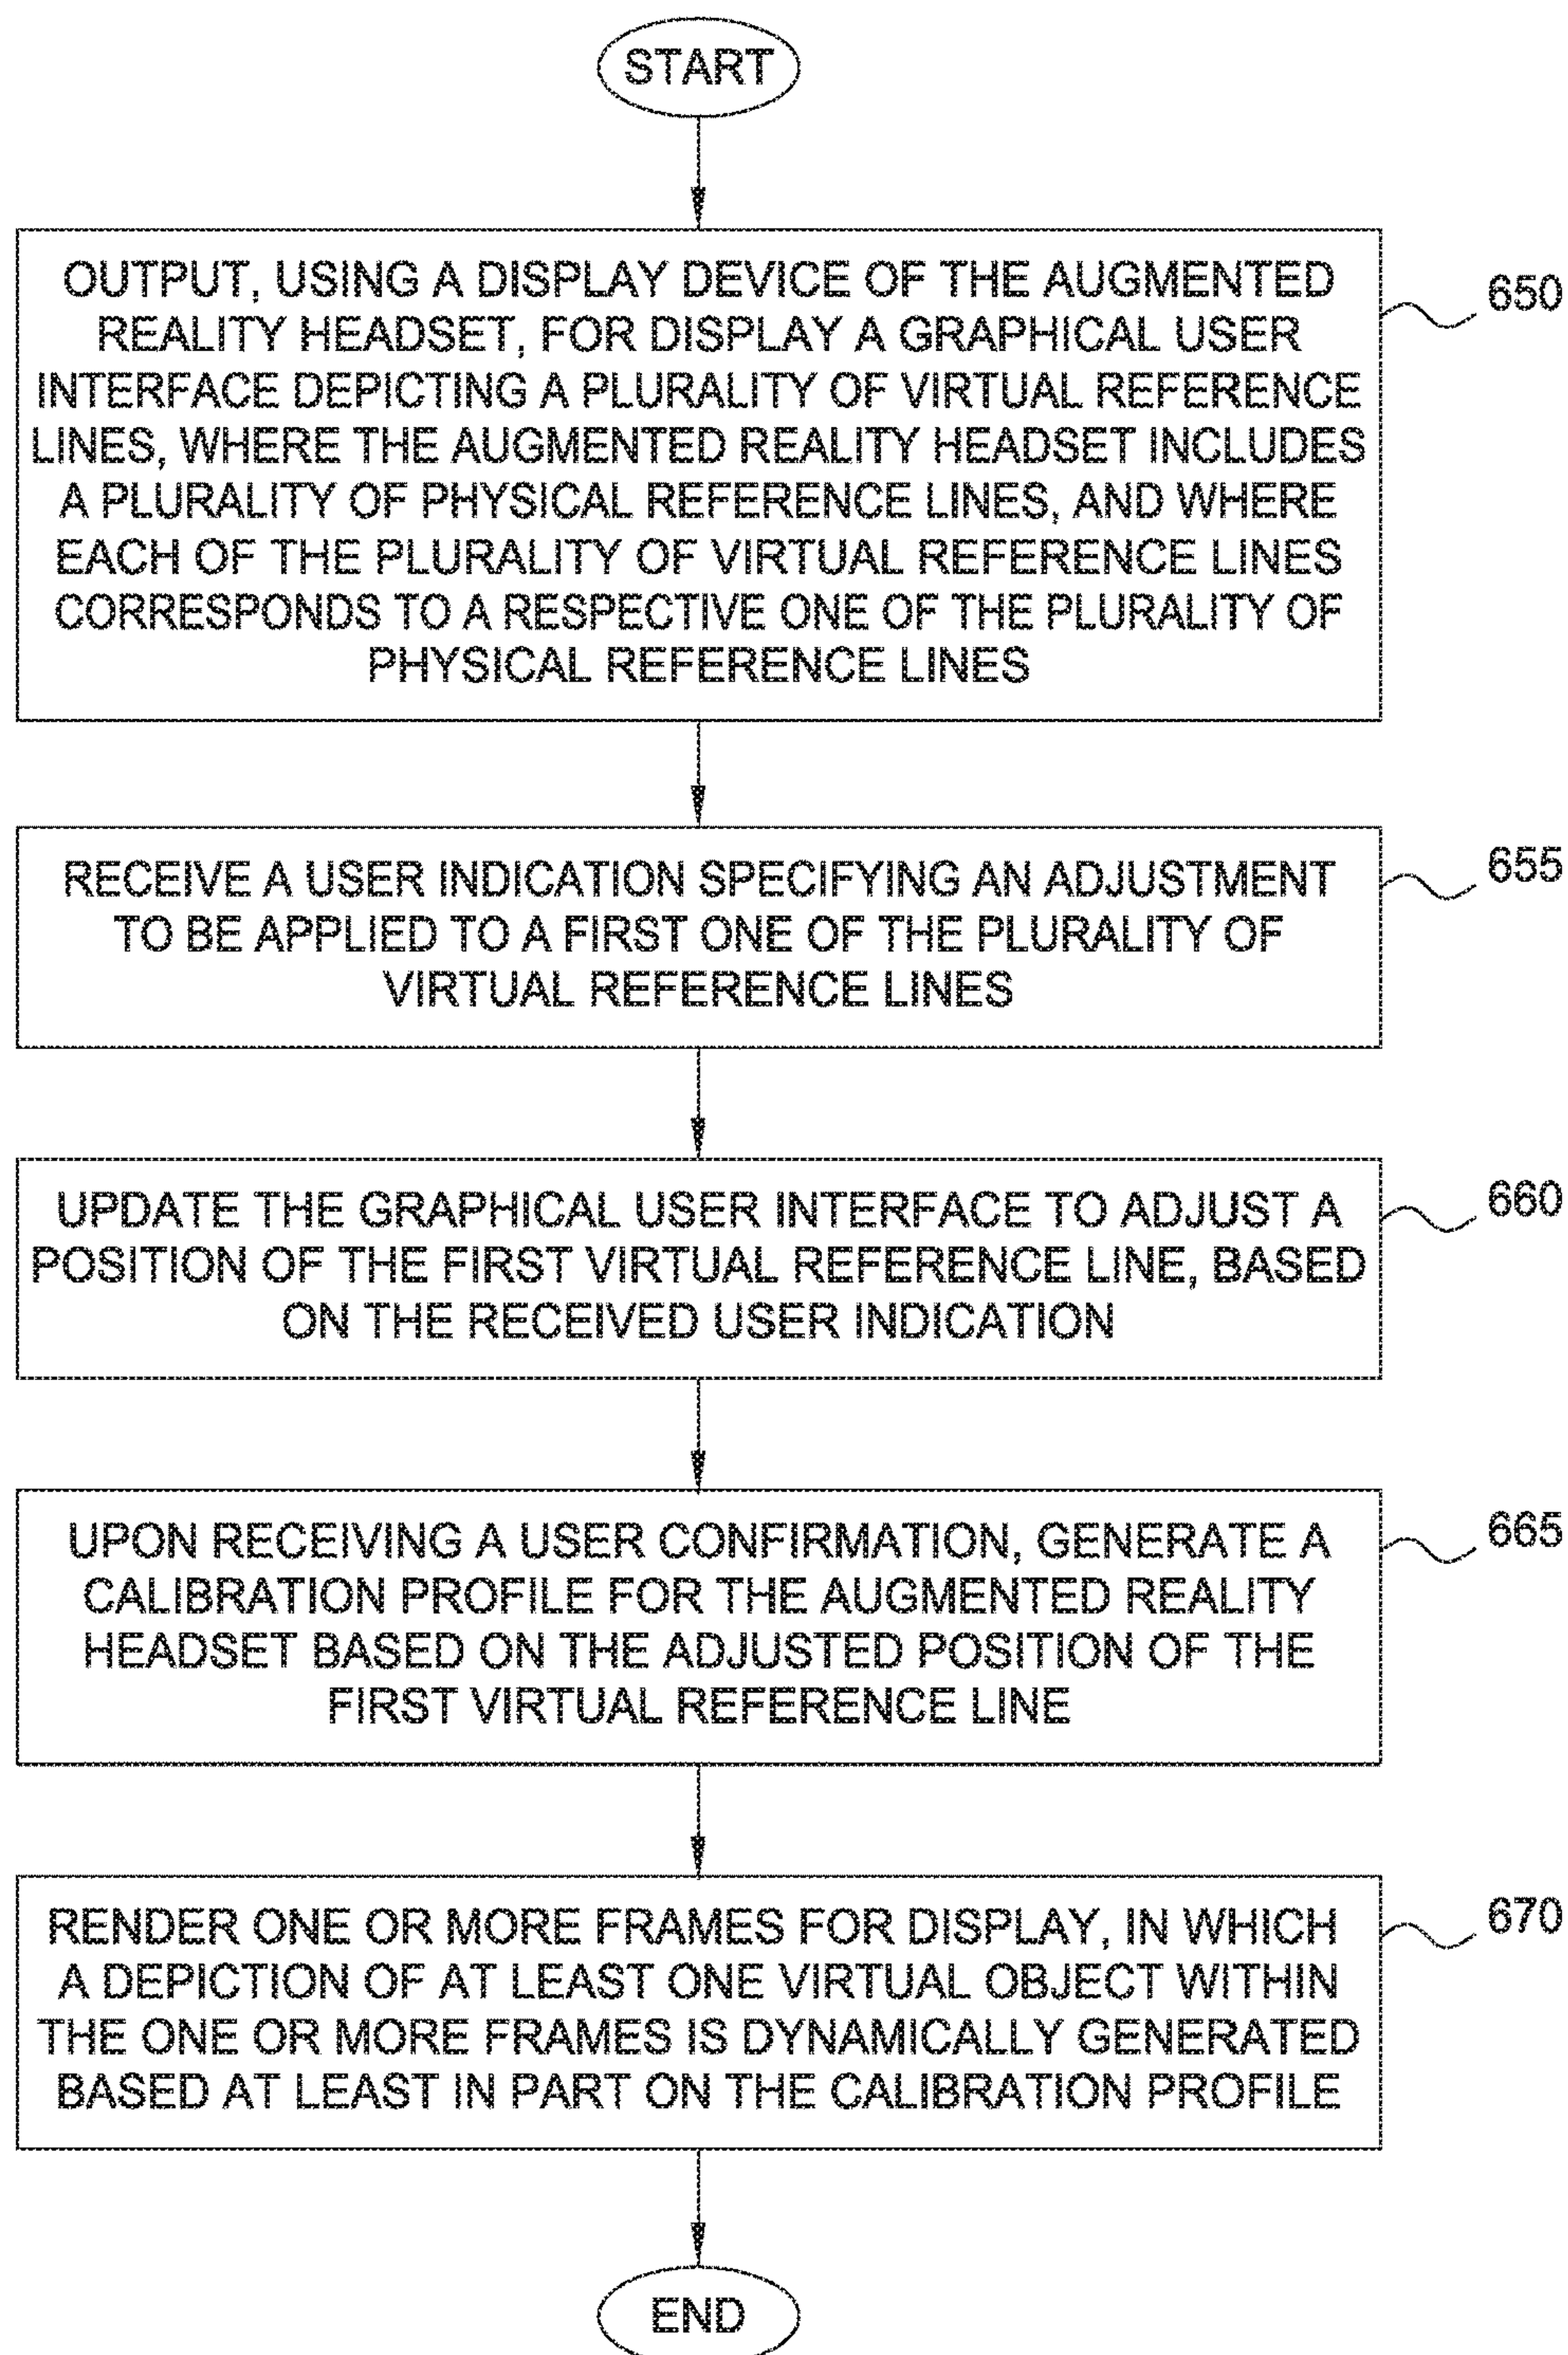 START
OUTPUT, USING A DISPLAY DEVICE OF THE AUGMENTED
REALITY HEADSET, FOR DISPLAY A GRAPHICAL USER
INTERFACE DEPICTING A PLURALITY OF VIRTUAL REFERENCE
LINES, WHERE THE AUGMENTED REALITY HEADSET INCLUDES
A PLURALITY OF PHYSICAL REFERENCE LINES, AND WHERE
EACH OF THE PLURALITY OF VIRTUAL REFERENCE LINES
CORRESPONDS TO A RESPECTIVE ONE OF THE PLURALITY OF
PHYSICAL REFERENCE LINES
650
RECEIVE A USER INDICATION SPECIFYING AN ADJUSTMENT
TO BE APPLIED TO A FIRST ONE OF THE PLURALITY OF
VIRTUAL REFERENCE LINES
655
UPDATE THE GRAPHICAL USER INTERFACE TO ADJUST A
POSITION OF THE FIRST VIRTUAL REFERENCE LINE, BASED
ON THE RECEIVED USER INDICATION
660
UPON RECEIVING A USER CONFIRMATION, GENERATE A
CALIBRATION PROFILE FOR THE AUGMENTED REALITY
HEADSET BASED ON THE ADJUSTED POSITION OF THE
FIRST VIRTUAL REFERENCE LINE
665
RENDER ONE OR MORE FRAMES FOR DISPLAY, IN WHICH
A DEPICTION OF AT LEAST ONE VIRTUAL OBJECT WITHIN
THE ONE OR MORE FRAMES IS DYNAMICALLY GENERATED
BASED AT LEAST IN PART ON THE CALIBRATION PROFILE
670
END